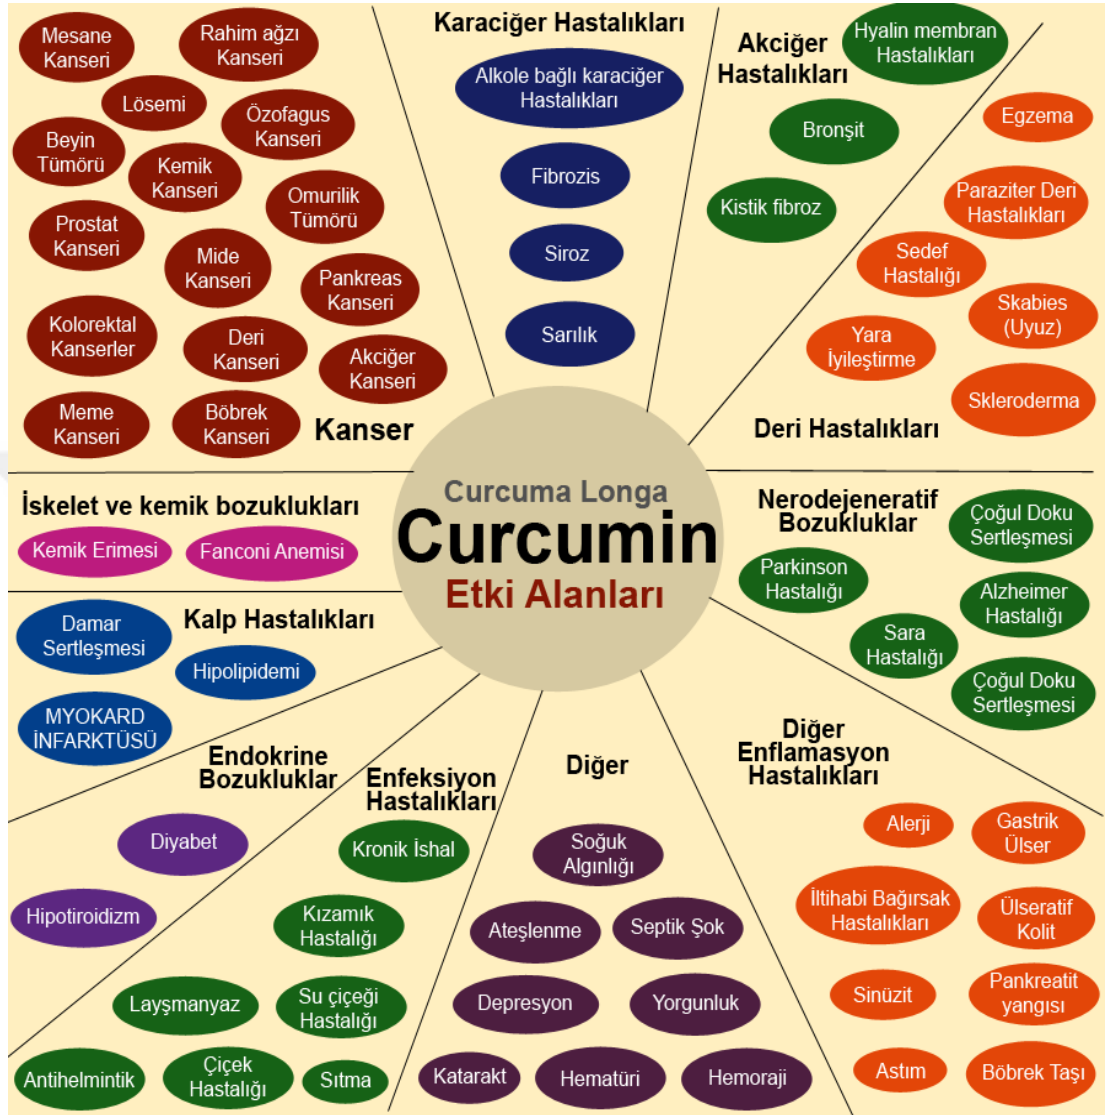 Mesane
Kanseri
Rahim ağzı
Kanseri
Lösemi
Özofagus
Kanseri
Beyin
Tümörü
Kemik
Kanseri
Omurilik
Tümörü
Prostat
Kanseri
Mide
Kanseri
Pankreas
Kanseri
Kolorektal
Kanserler
Deri
Kanseri
Akciğer
Kanseri
Meme
Kanseri
Böbrek
Kanseri
Kanser
Karaciğer Hastalıkları
Alkole bağlı karaciğer
Hastalıkları
Fibrozis
Siroz
Sarılık
Akciğer
Hastalıkları
Hyalin membran
Hastalıkları
Bronşit
Kistik fibroz
Egzema
Paraziter Deri
Hastalıkları
Sedef
Hastalığı
Skabies
(Uyuz)
Yara
İyileştirme
Skleroderma
Deri Hastalıkları
Curcuma Longa
Curcumin
Etki Alanları
İskelet ve kemik bozuklukları
Kemik Erimesi
Fanconi Anemisi
Nerodejeneratif
Bozukluklar
Çoğul Doku
Sertleşmesi
Parkinson
Hastalığı
Alzheimer
Hastalığı
Sara
Hastalığı
Çoğul Doku
Sertleşmesi
Damar
Sertleşmesi
Kalp Hastalıkları
Hipolipidemi
MYOKARD
İNFARKTÜSÜ
Endokrine
Bozukluklar
Diyabet
Hipotiroidizm
Enfeksiyon
Hastalıkları
Kronik İshal
Kızamık
Hastalığı
Layşmanyaz
Su çiçeği
Hastalığı
Antihelmintik
Çiçek
Hastalığı
Sıtma
Diğer
Soğuk
Algınlığı
Ateşlenme
Septik Şok
Depresyon
Yorgunluk
Katarakt
Hematüri
Hemoraji
Diğer
Enflamasyon
Hastalıkları
Alerji
Gastrik
Ülser
İltihabi Bağırsak
Hastalıkları
Ülseratif
Kolit
Sinüzit
Pankreatit
yangısı
Astım
Böbrek Taşı